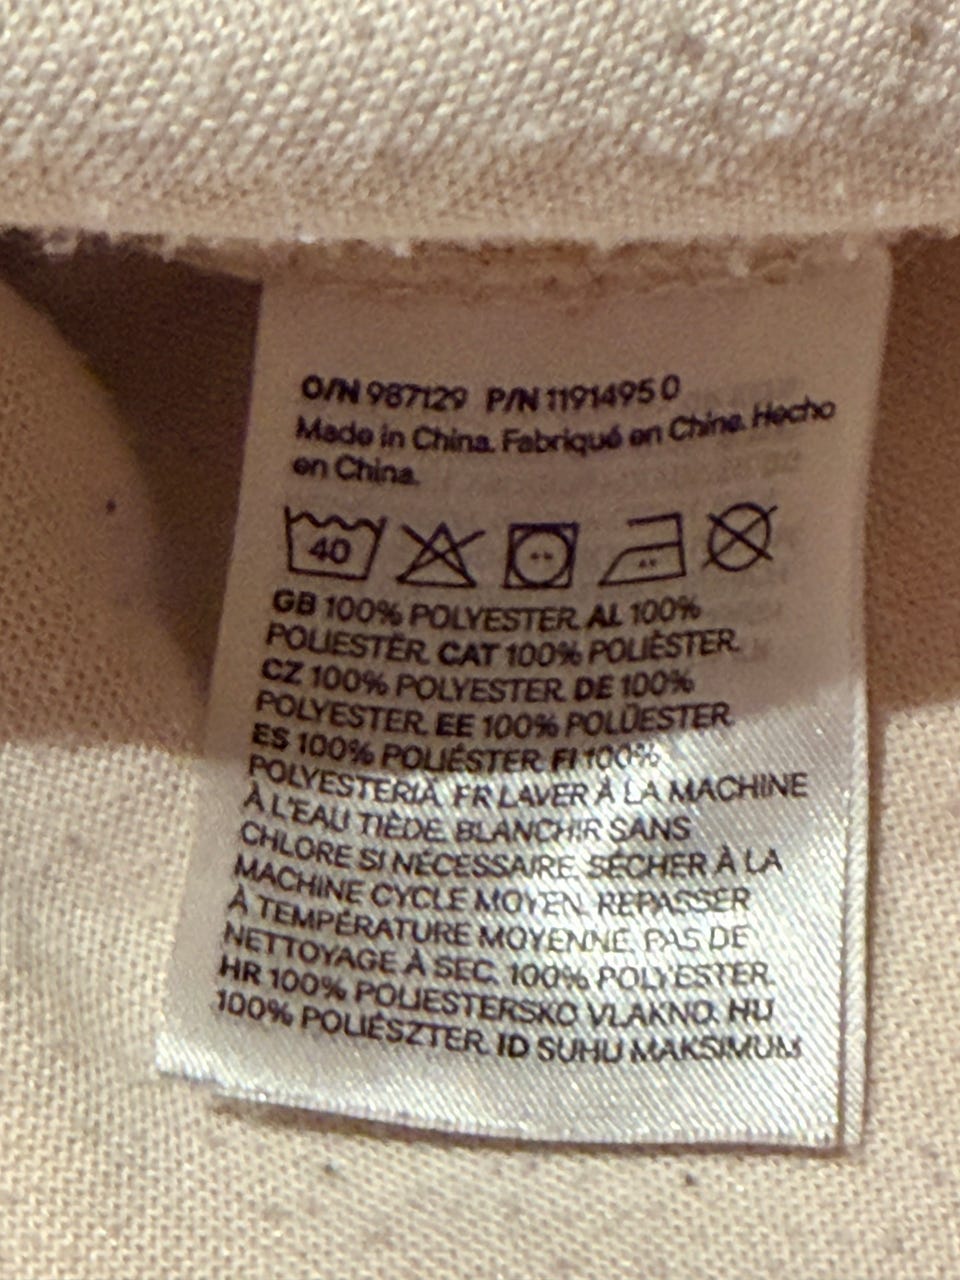 O/N 987129 P/N 1191495 0
Made in China. Fabriqué en Chine. Hecho
en China.
40
GB 100% POLYESTER. AL 100%
POLIESTËR. CAT 100% POLIÈSTER.
CZ 100% POLYESTER. DE 100%
POLYESTER. EE 100% POLÜESTER.
ES 100% POLIÉSTER. FI 100%
POLYESTERIÄ. FR LAVER À LA MACHINE
À L'EAU TIÈDE. BLANCHIR SANS
CHLORE SI NÉCESSAIRE. SÉCHER À LA
MACHINE CYCLE MOYEN. REPASSER
À TEMPÉRATURE MOYENNE. PAS DE
NETTOYAGE À SEC. 100% POLYESTER.
HR 100% POLIESTERSKO VLAKNO. HU
100% POLIÉSZTER. ID SUHU MAKSIMUM